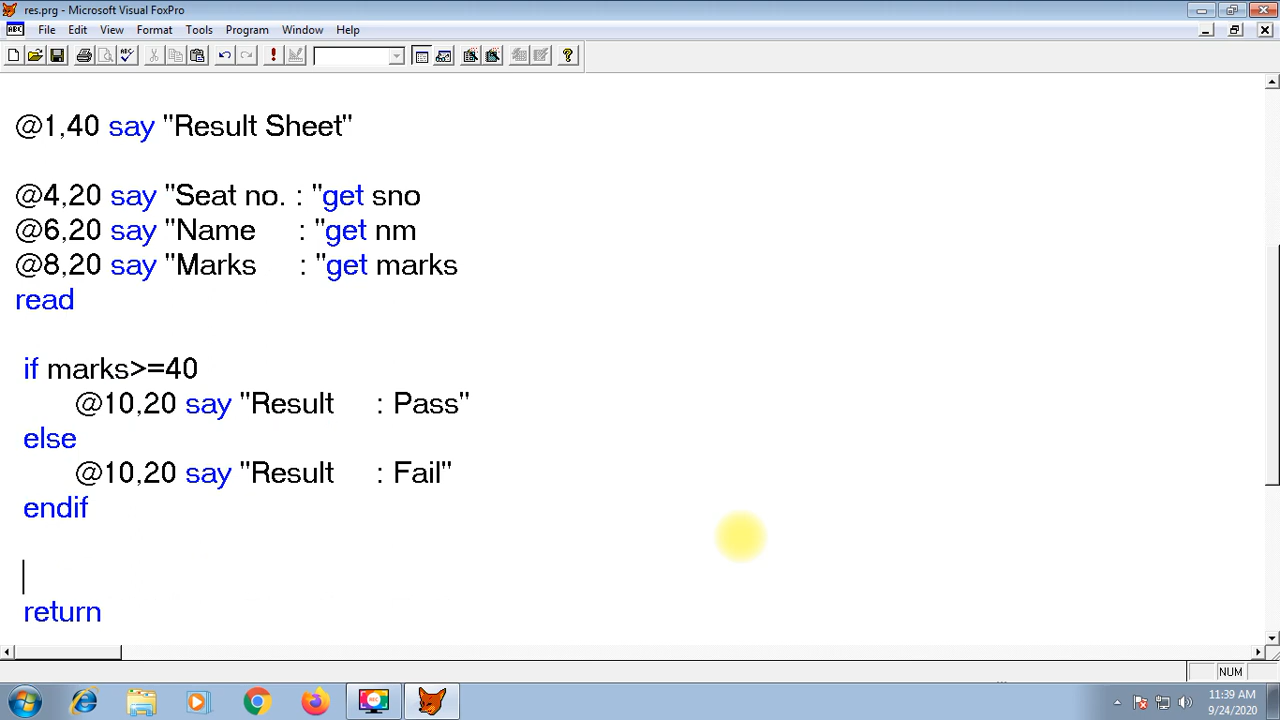 res.prg - Microsoft Visual FoxPro
File Edit View Format Tools Program Window Help
@1,40 say "Result Sheet"
@4,20 say "Seat no. : "get sno
@6,20 say "Name : "get nm
@8,20 say "Marks : "get marks
read
if marks>=40
@10,20 say "Result : Pass"
else
@10,20 say "Result : Fail"
endif
return
NUM
11:39 AM
9/24/2020